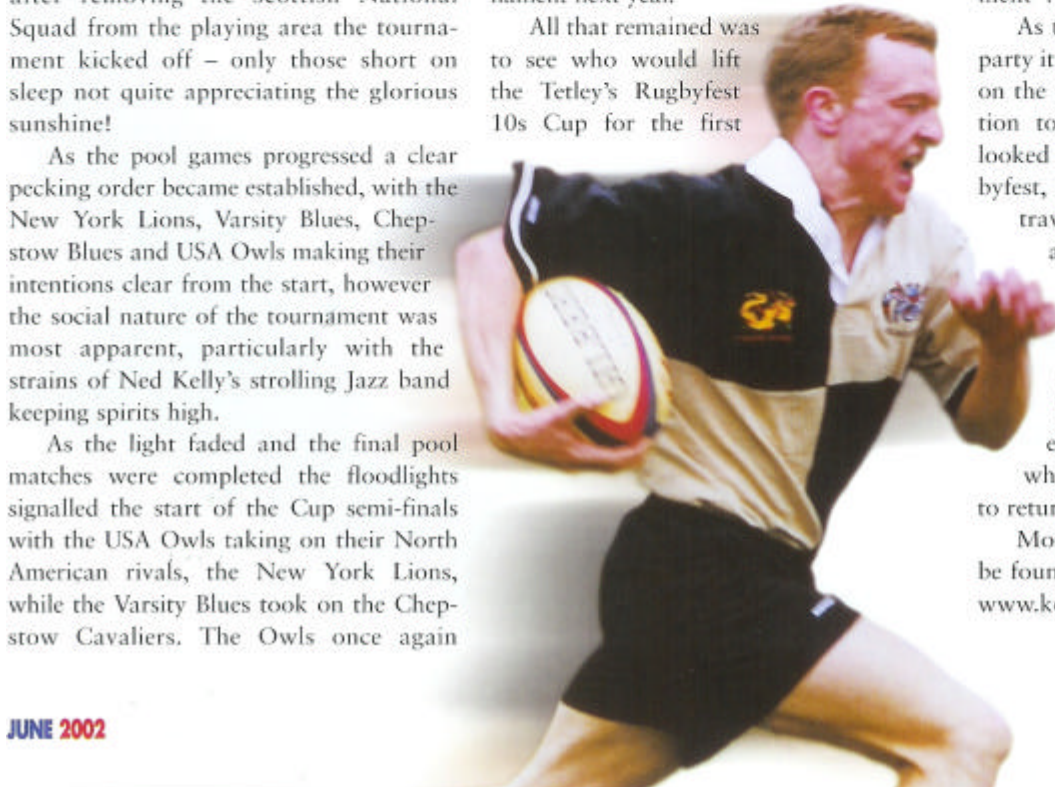 after removing the Scottish National
Squad from the playing area the tourna-
ment kicked off – only those short on
sleep not quite appreciating the glorious
sunshine!
As the pool games progressed a clear
pecking order became established, with the
New York Lions, Varsity Blues, Chep-
stow Blues and USA Owls making their
intentions clear from the start, however
the social nature of the tournament was
most apparent, particularly with the
strains of Ned Kelly's strolling Jazz band
keeping spirits high.
As the light faded and the final pool
matches were completed the floodlights
signalled the start of the Cup semi-finals
with the USA Owls taking on their North
American rivals, the New York Lions,
while the Varsity Blues took on the Chep-
stow Cavaliers. The Owls once again
nament next year.
All that remained was
to see who would lift
the Tetley's Rugbyfest
10s Cup for the first
As
party it
on the
tion to
looked
byfest,
trav
a
e
wh
to retur
Mo
be foun
www.k
JUNE 2002